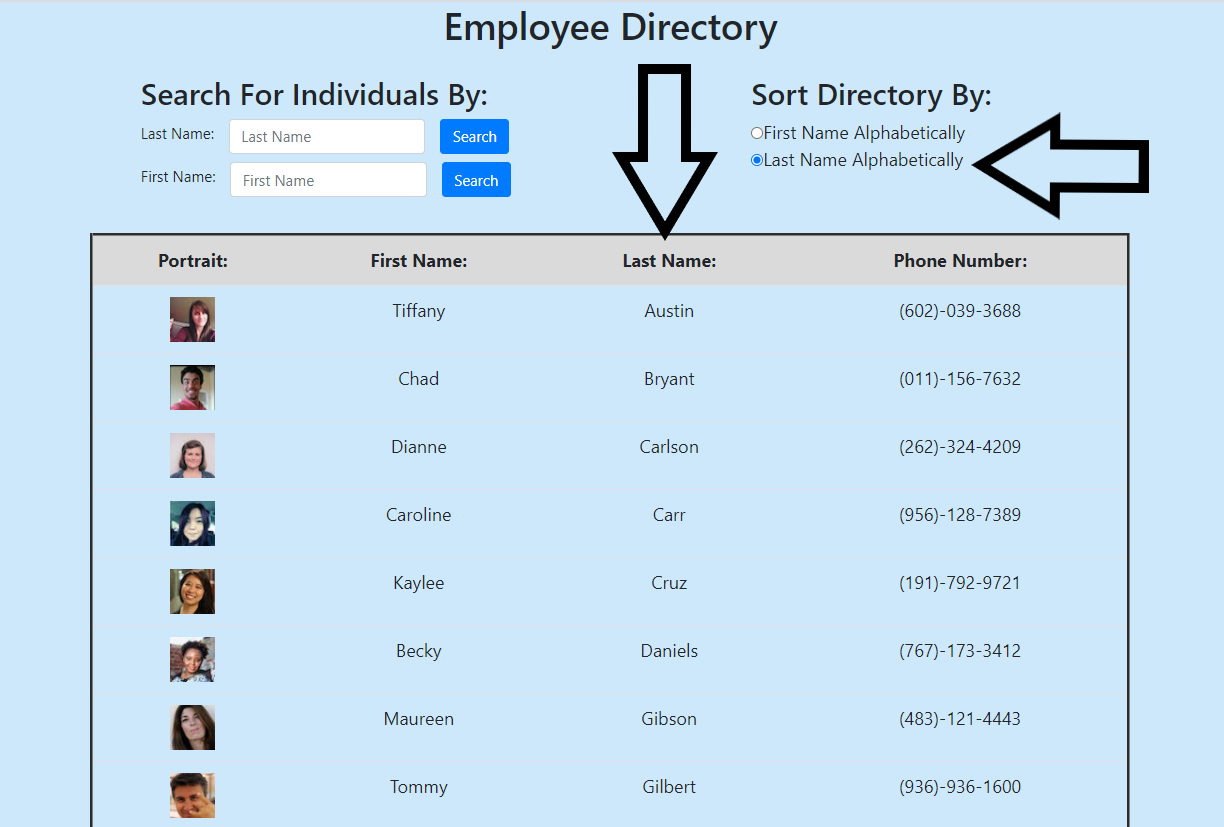 Employee Directory
Search For Individuals By:
Last Name: Last Name Search
First Name: First Name Search
Sort Directory By:
First Name Alphabetically
Last Name Alphabetically
Portrait: First Name: Last Name: Phone Number:
Tiffany Austin (602)-039-3688
Chad Bryant (011)-156-7632
Dianne Carlson (262)-324-4209
Caroline Carr (956)-128-7389
Kaylee Cruz (191)-792-9721
Becky Daniels (767)-173-3412
Maureen Gibson (483)-121-4443
Tommy Gilbert (936)-936-1600